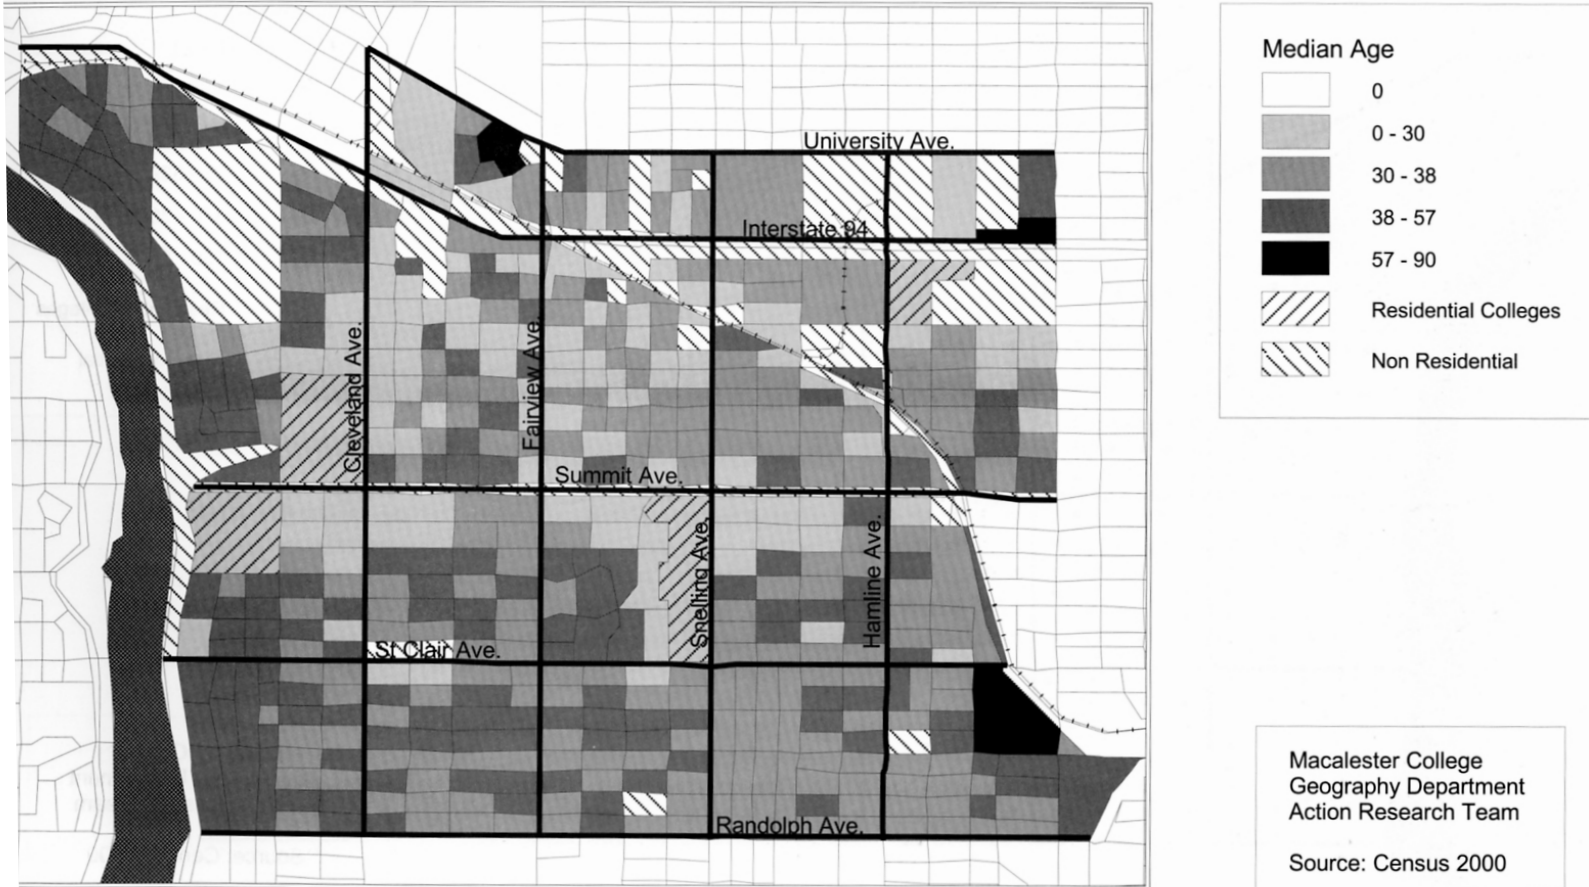 University Ave.
Interstate 94
Cleveland Ave.
Fairview Ave.
Summit Ave.
Snelling Ave.
Hamline Ave.
St Clair Ave.
Randolph Ave.
Median Age
0
0 - 30
30 - 38
38 - 57
57 - 90
Residential Colleges
Non Residential
Macalester College
Geography Department
Action Research Team
Source: Census 2000